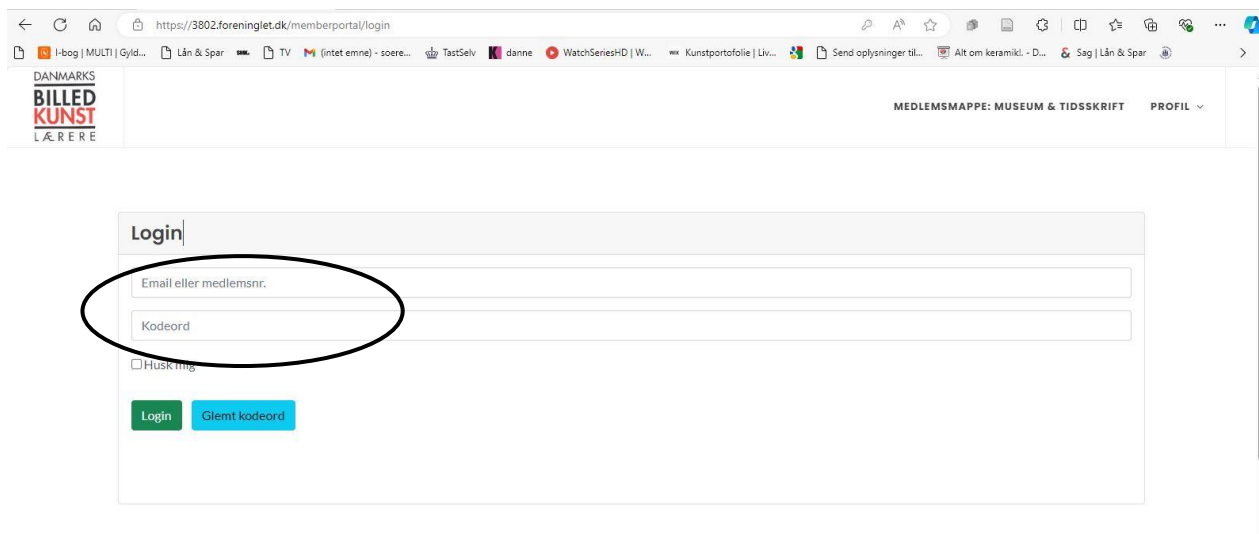 https://3802.foreninglet.dk/memberportal/login
I-bog | MULTI | Gyld... Lån & Spar TV (intet emne) - soere... TastSelv danne WatchSeriesHD | W... Kunstportofolie | Liv... Send oplysninger til... Alt om keramikl. - D... Sag | Lån & Spar
DANMARKS
BILLED
KUNST
LÆRERE
MEDLEMSMAPPE: MUSEUM & TIDSSKRIFT PROFIL
Login
Email eller medlemsnr.
Kodeord
Husk mig
Login Glemt kodeord